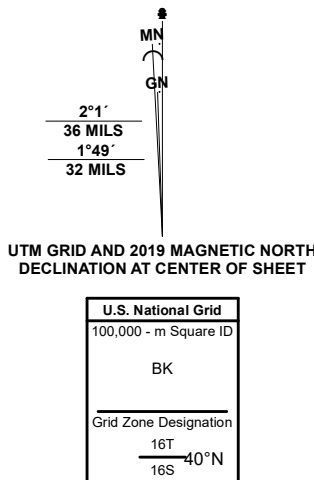 MN
GN
2°1´
36 MILS
1°49´
32 MILS
UTM GRID AND 2019 MAGNETIC NORTH
DECLINATION AT CENTER OF SHEET
U.S. National Grid
100,000 - m Square ID
BK
Grid Zone Designation
16T
40°N
16S